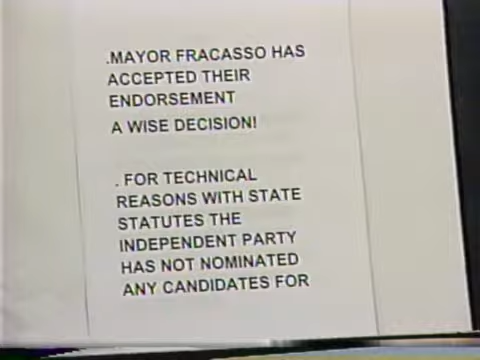 .MAYOR FRACASSO HAS
ACCEPTED THEIR
ENDORSEMENT
A WISE DECISION!
. FOR TECHNICAL
REASONS WITH STATE
STATUTES THE
INDEPENDENT PARTY
HAS NOT NOMINATED
ANY CANDIDATES FOR